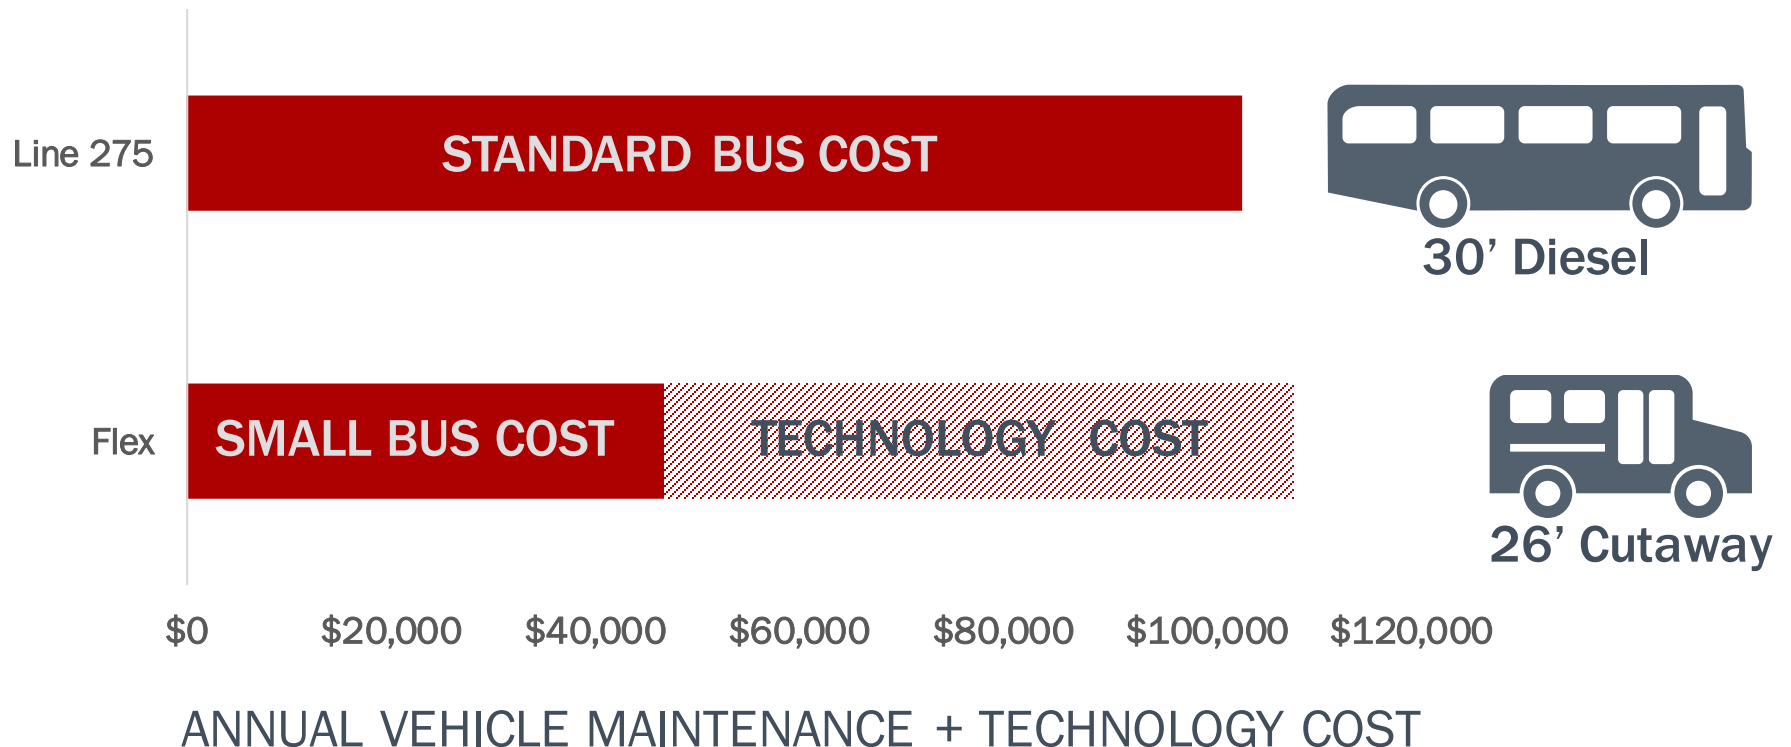 Line 275
STANDARD BUS COST
30’ Diesel
Flex
SMALL BUS COST
TECHNOLOGY COST
26’ Cutaway
$0 $20,000 $40,000 $60,000 $80,000 $100,000 $120,000
ANNUAL VEHICLE MAINTENANCE + TECHNOLOGY COST